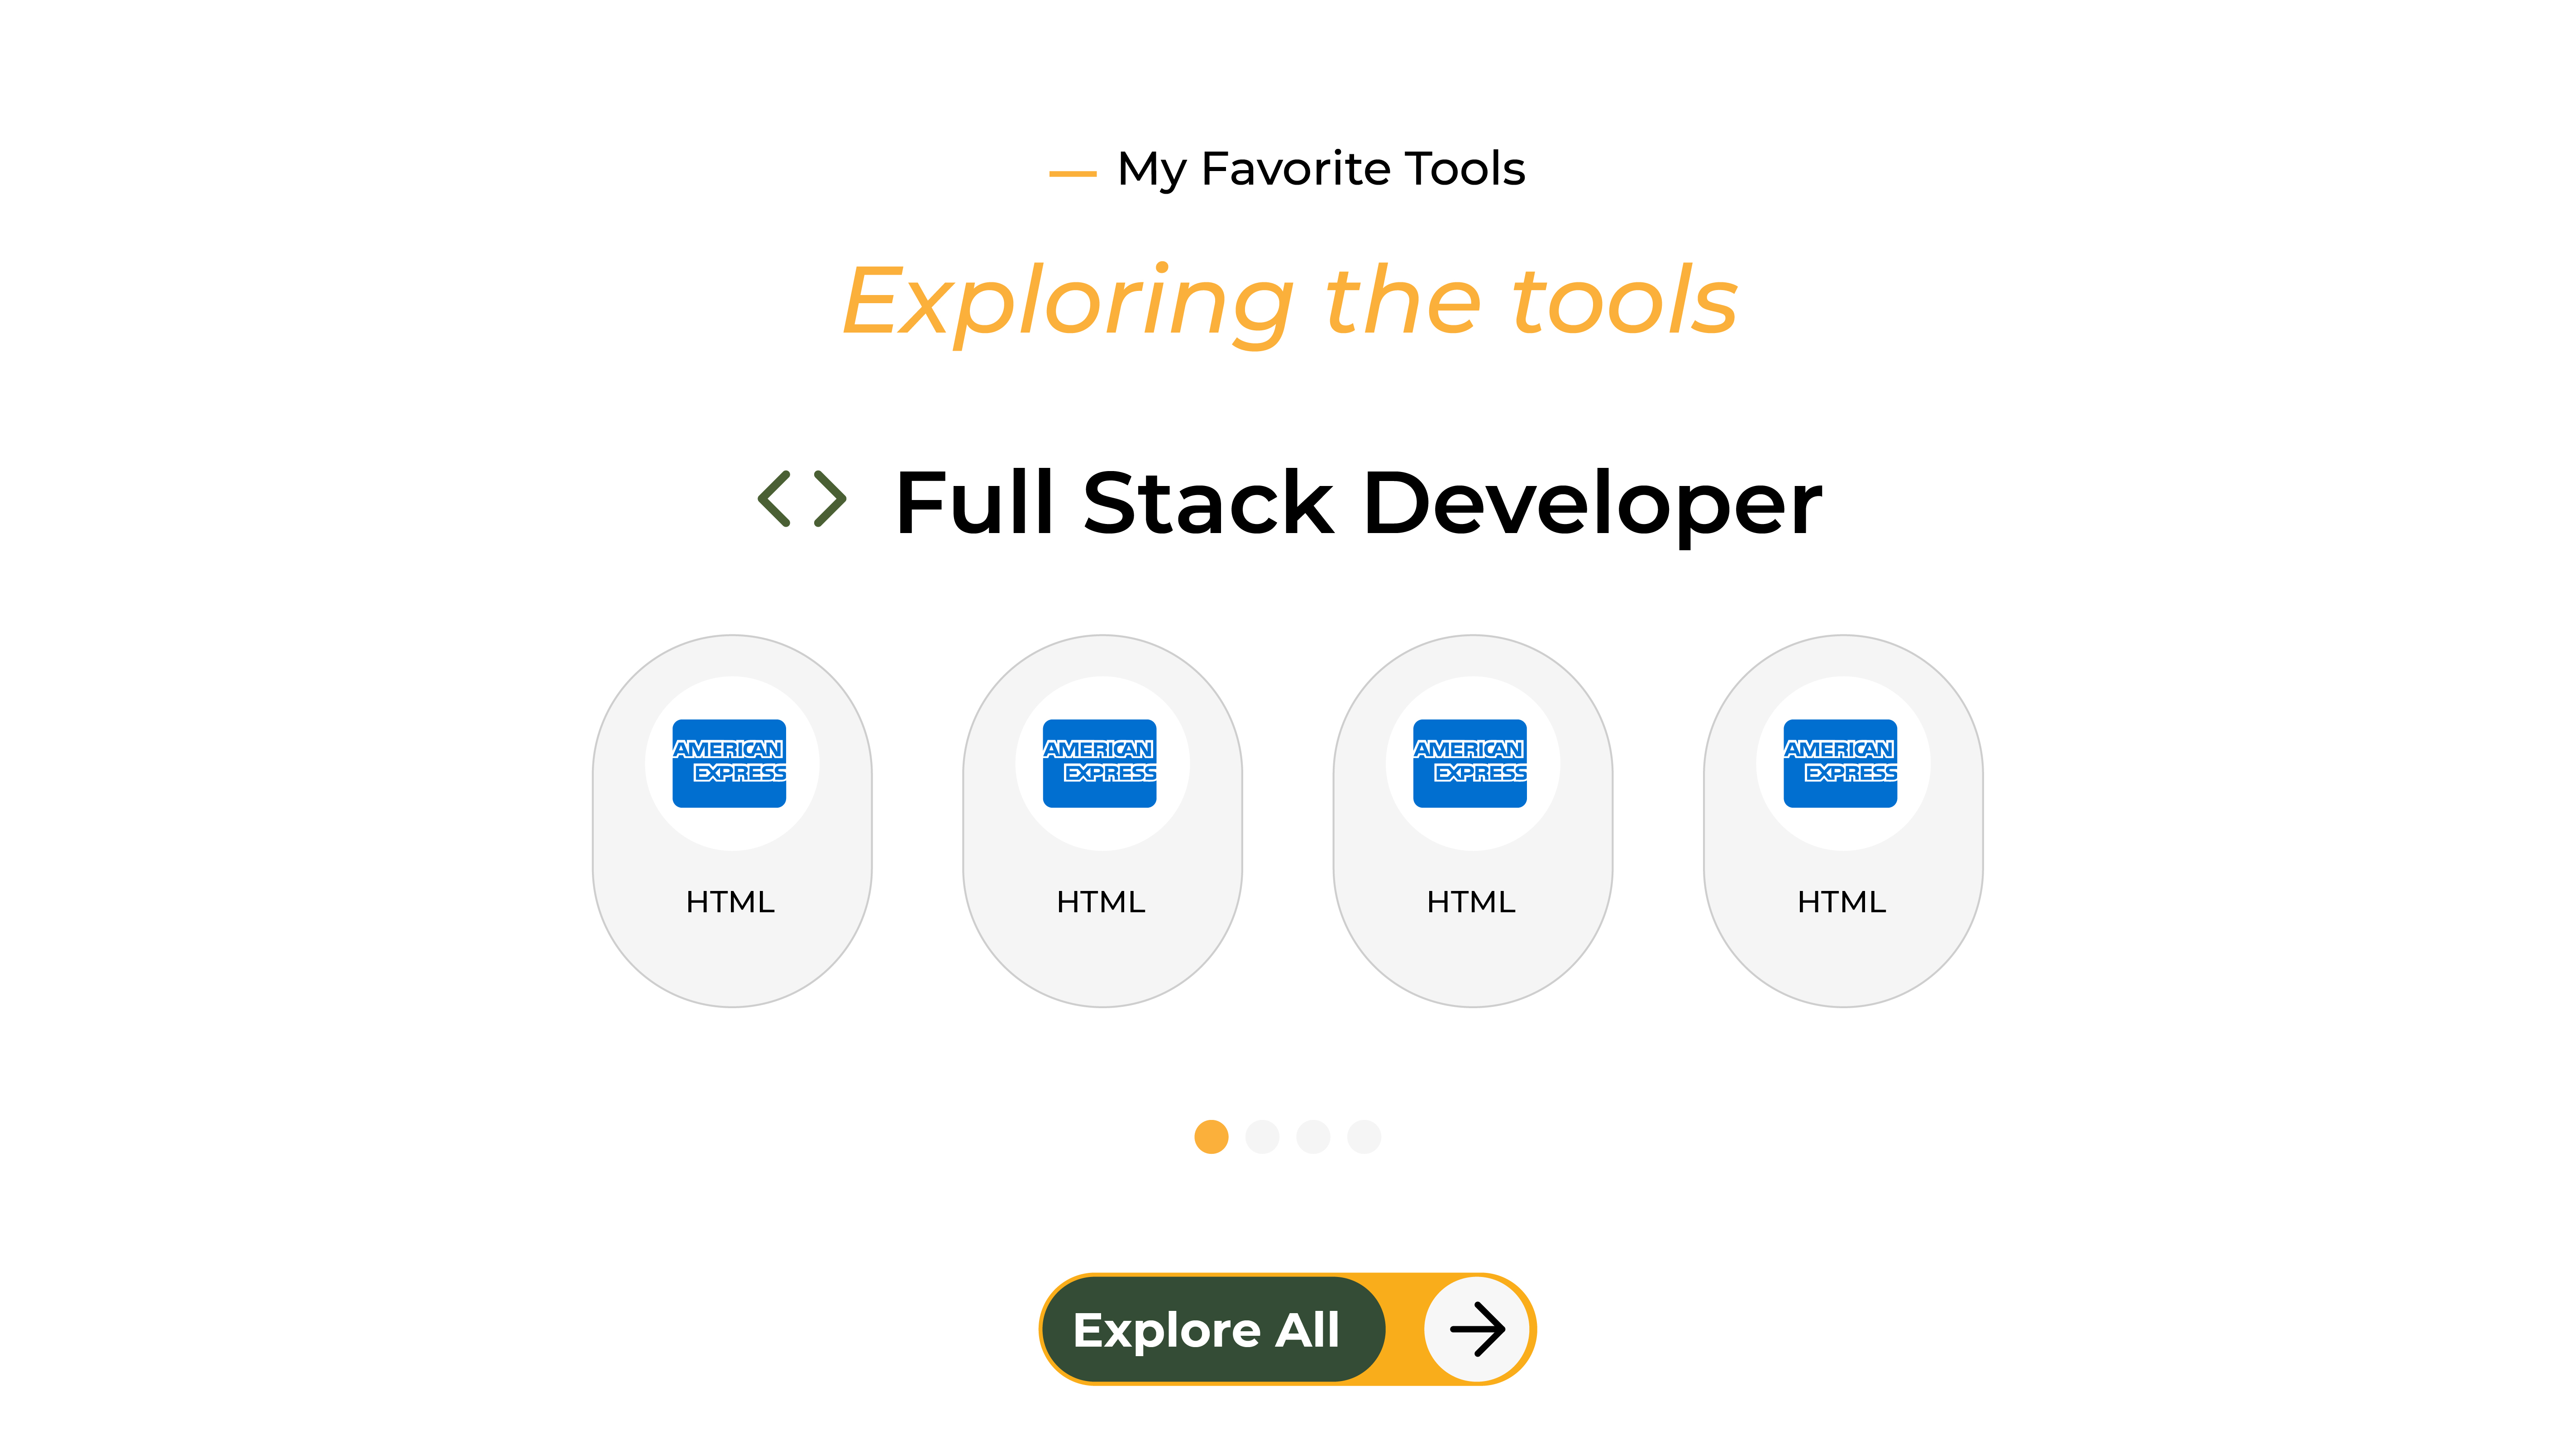 My Favorite Tools
Exploring the tools
Full Stack Developer
AMERICAN
EXPRESS
HTML
AMERICAN
EXPRESS
HTML
AMERICAN
EXPRESS
HTML
AMERICAN
EXPRESS
HTML
Explore All